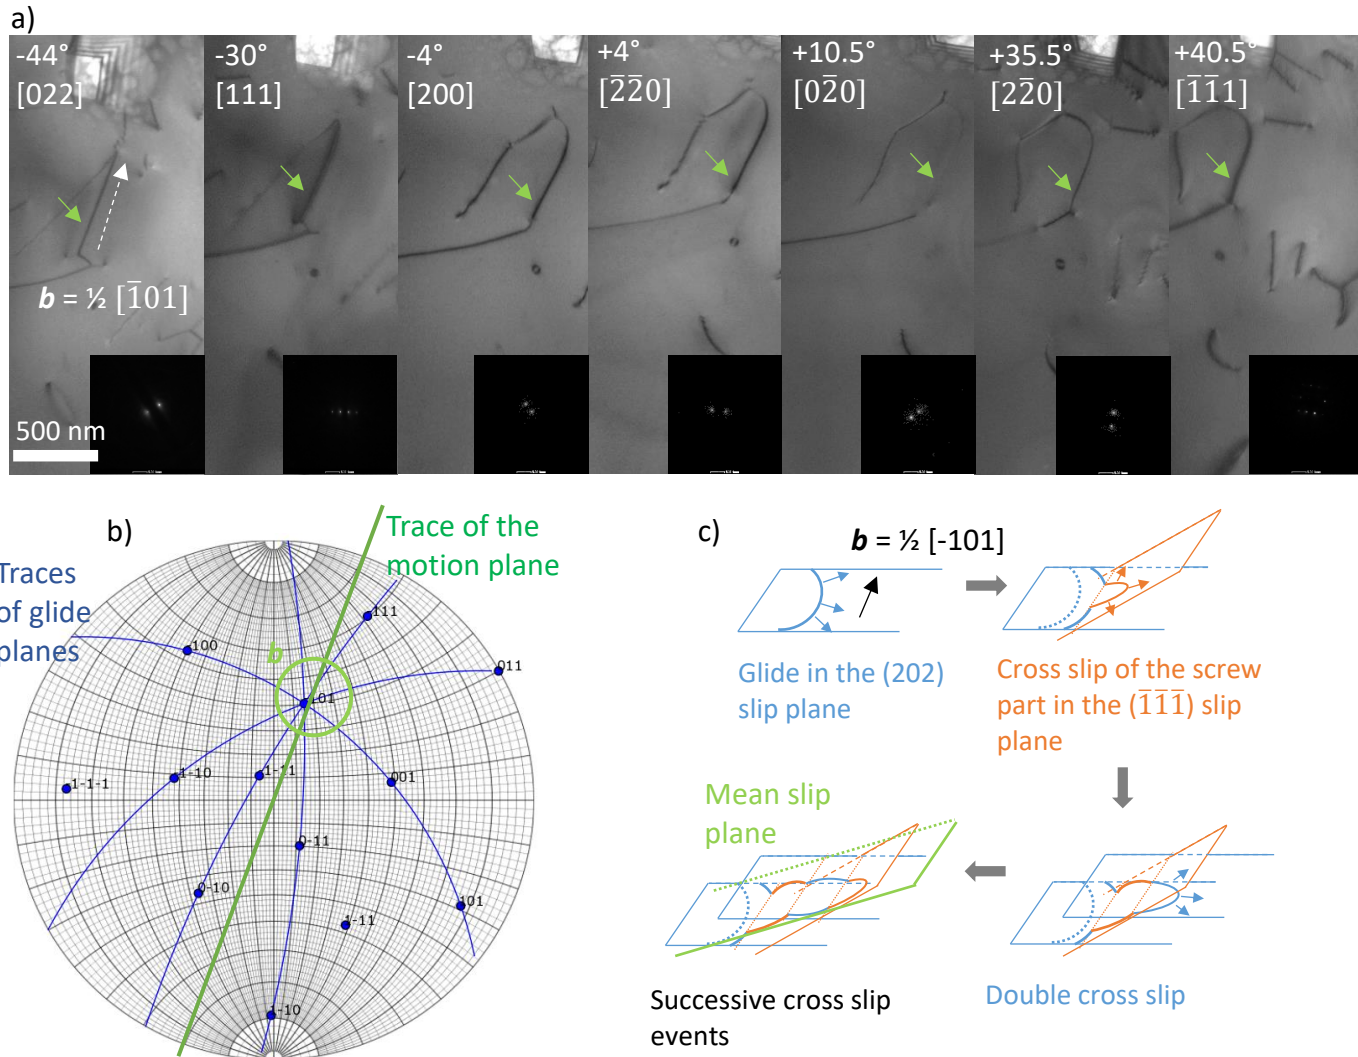 a)
-44° -30° -4° +4° +10.5° +35.5° +40.5°
[022] [111] [200] [2̅2̅0] [02̅0] [22̅0] [1̅1̅1]
b = ½ [1̅01]
500 nm
b)
Trace of the
motion plane
Traces
of glide
planes
111
100
011
b
-101
1-10
1-11
001
-1-1-1
0-11
0-10
101
1-11
1-10
c)
b = ½ [-101]
Glide in the (202)
slip plane
Cross slip of the screw
part in the (1̅1̅1̅) slip
plane
Mean slip
plane
Double cross slip
Successive cross slip
events